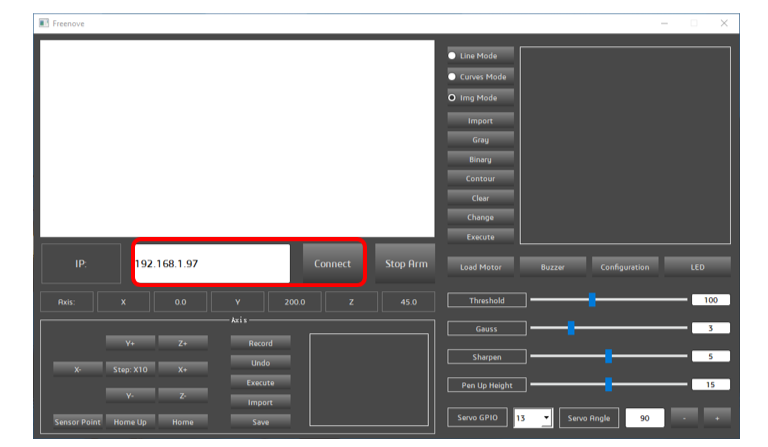 Freenove
Line Mode
Curves Mode
Img Mode
Import
Gray
Binary
Contour
Clear
Change
Execute
IP: 192.168.1.97 Connect Stop Arm
Load Motor Buzzer Configuration LED
Axis: X 0.0 Y 200.0 Z 45.0
Axis
Y+ Z+ Record
X- Step: X10 X+ Undo
Execute
Y- Z- Import
Sensor Point Home Up Home Save
Threshold 100
Gauss 3
Sharpen 5
Pen Up Height 15
Servo GPIO 13 Servo Angle 90 - +